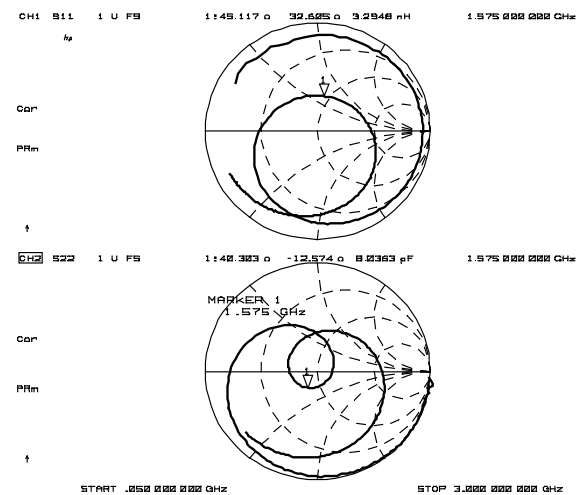 CH1 S11 1 U FS 1:45.117 Ω 32.605 Ω 3.2948 nH 1.575 000 000 GHz
hp
Cor
PRm
1
CH2 S22 1 U FS 1:40.303 Ω -12.574 Ω 8.0363 pF 1.575 000 000 GHz
MARKER 1
1.575 GHz
Cor
1
PRm
START .050 000 000 GHz STOP 3.000 000 000 GHz